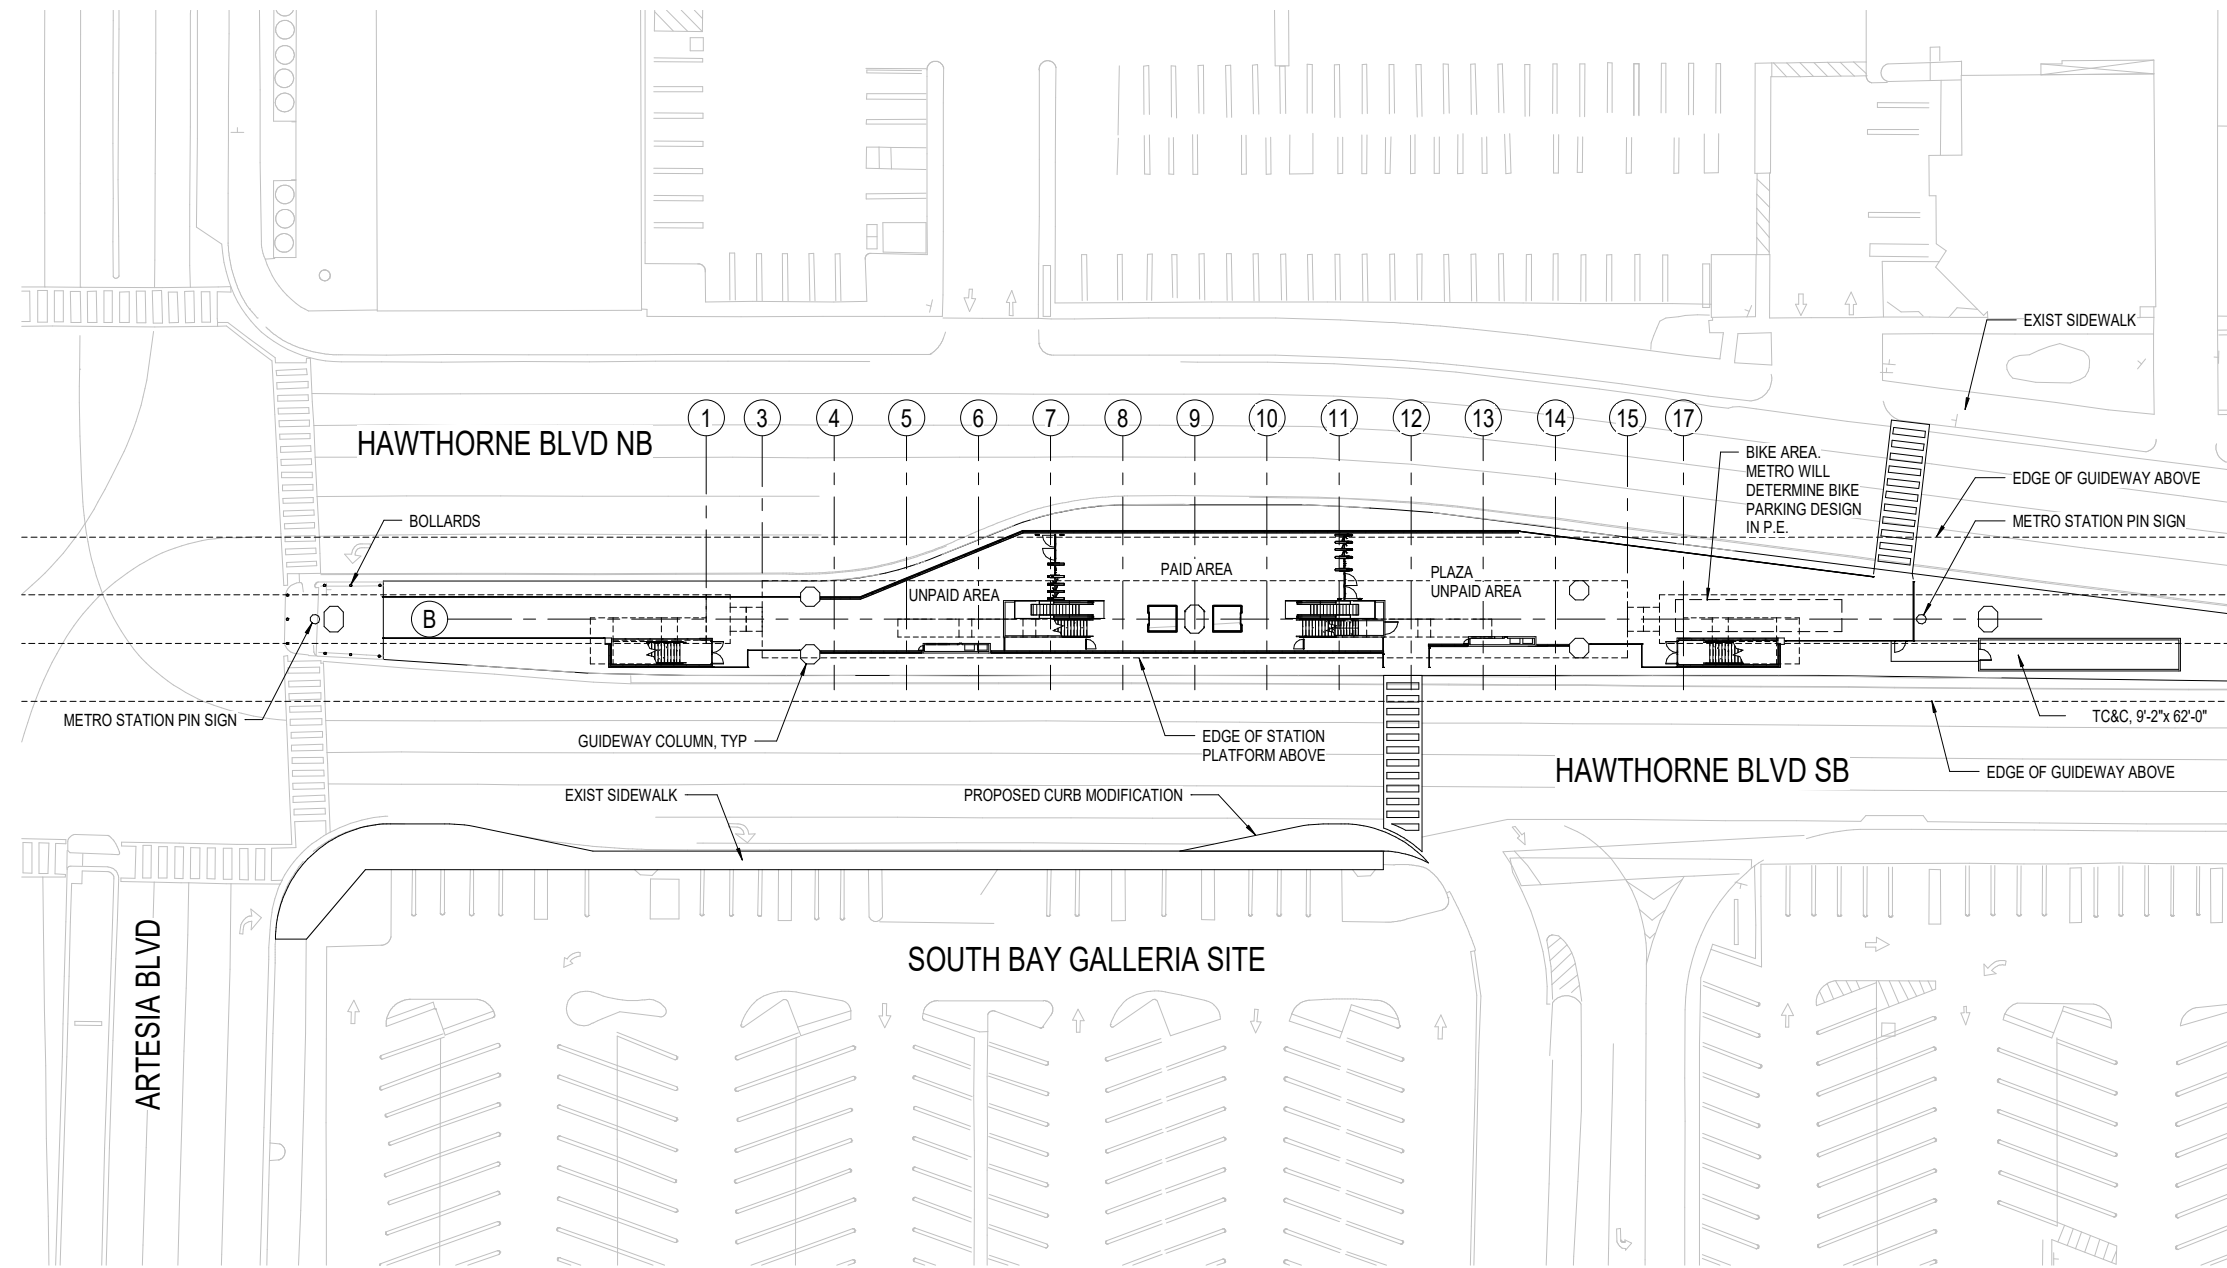 EXIST SIDEWALK
1
3
4
5
6
7
8
9
10
11
12
13
14
15
17
HAWTHORNE BLVD NB
BIKE AREA.
METRO WILL
DETERMINE BIKE
PARKING DESIGN
IN P.E.
EDGE OF GUIDEWAY ABOVE
BOLLARDS
METRO STATION PIN SIGN
PAID AREA
PLAZA
UNPAID AREA
UNPAID AREA
B
METRO STATION PIN SIGN
GUIDEWAY COLUMN, TYP
EDGE OF STATION
PLATFORM ABOVE
TC&C, 9'-2"x 62'-0"
HAWTHORNE BLVD SB
EDGE OF GUIDEWAY ABOVE
EXIST SIDEWALK
PROPOSED CURB MODIFICATION
SOUTH BAY GALLERIA SITE
ARTESIA BLVD